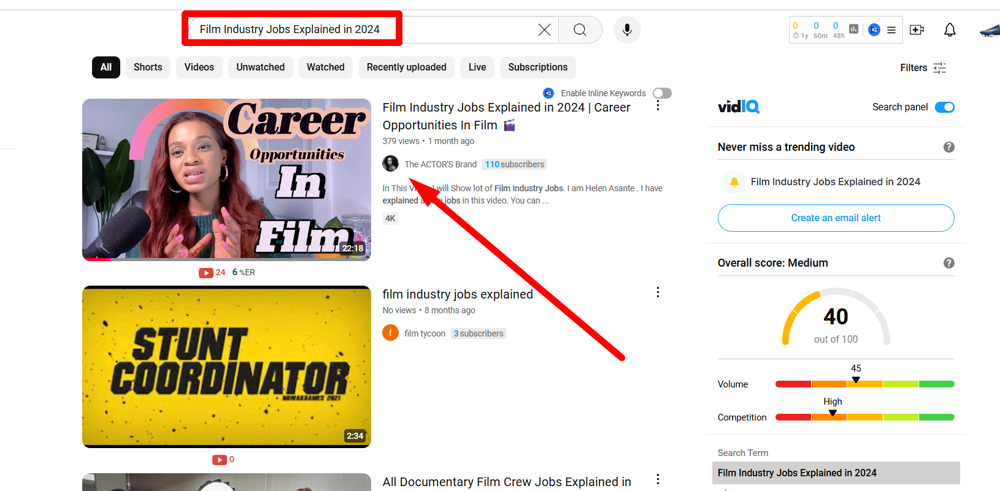 Film Industry Jobs Explained in 2024
0 0 0
1y 60m 48h
All Shorts Videos Unwatched Watched Recently uploaded Live Subscriptions
Filters
Enable Inline Keywords
Career
Opportunities
In
Film
22:18
24 6 %ER
Film Industry Jobs Explained in 2024 | Career
Opportunities In Film
379 views • 1 month ago
The ACTOR'S Brand 110 subscribers
In This V will Show lot of Film Industry Jobs. I am Helen Asante . I have
explained jobs in this video. You can ...
4K
STUNT
COORDINATOR
NOWAKGAMES 2021
2:34
0
film industry jobs explained
No views • 8 months ago
f film tycoon 3 subscribers
All Documentary Film Crew Jobs Explained in
vidIQ
Search panel
Never miss a trending video ?
Film Industry Jobs Explained in 2024
Create an email alert
Overall score: Medium ?
40
out of 100
45
Volume
High
Competition
Search Term
Film Industry Jobs Explained in 2024